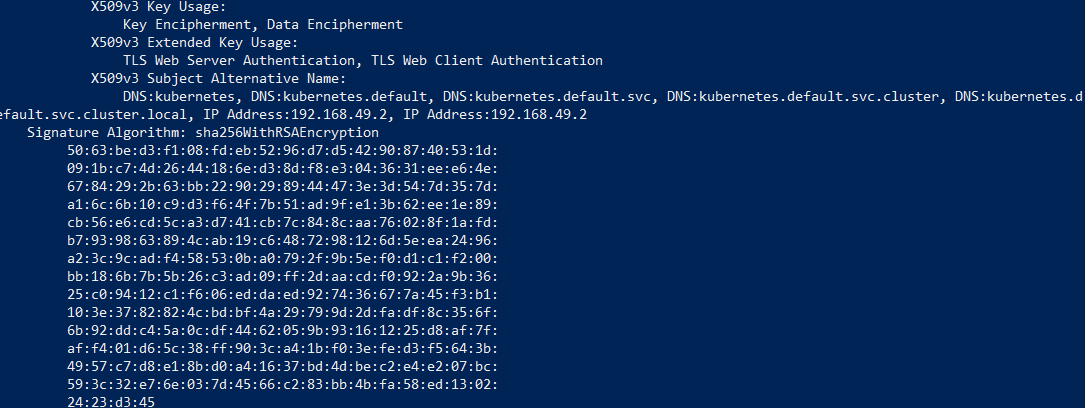 X509v3 Key Usage:
Key Encipherment, Data Encipherment
X509v3 Extended Key Usage:
TLS Web Server Authentication, TLS Web Client Authentication
X509v3 Subject Alternative Name:
DNS:kubernetes, DNS:kubernetes.default, DNS:kubernetes.default.svc, DNS:kubernetes.default.svc.cluster, DNS:kubernetes.d
efault.svc.cluster.local, IP Address:192.168.49.2, IP Address:192.168.49.2
Signature Algorithm: sha256WithRSAEncryption
50:63:be:d3:f1:08:fd:eb:52:96:d7:d5:42:90:87:40:53:1d:
09:1b:c7:4d:26:44:18:6e:d3:8d:f8:e3:04:36:31:ee:e6:4e:
67:84:29:2b:63:bb:22:90:29:89:44:47:3e:3d:54:7d:35:7d:
a1:6c:6b:10:c9:d3:f6:4f:7b:51:ad:9f:e1:3b:62:ee:1e:89:
cb:56:e6:cd:5c:a3:d7:41:cb:7c:84:8c:aa:76:02:8f:1a:fd:
b7:93:98:63:89:4c:ab:19:c6:48:72:98:12:6d:5e:ea:24:96:
a2:3c:9c:ad:f4:58:53:0b:a0:79:2f:9b:5e:f0:d1:c1:f2:00:
bb:18:6b:7b:5b:26:c3:ad:09:ff:2d:aa:cd:f0:92:2a:9b:36:
25:c0:94:12:c1:f6:06:ed:da:ed:92:74:36:67:7a:45:f3:b1:
10:3e:37:82:82:4c:bd:bf:4a:29:79:9d:2d:fa:df:8c:35:6f:
6b:92:dd:c4:5a:0c:df:44:62:05:9b:93:16:12:25:d8:af:7f:
af:f4:01:d6:5c:38:ff:90:3c:a4:1b:f0:3e:fe:d3:f5:64:3b:
49:57:c7:d8:e1:8b:d0:a4:16:37:bd:4d:be:c2:e4:e2:07:bc:
59:3c:32:e7:6e:03:7d:45:66:c2:83:bb:4b:fa:58:ed:13:02:
24:23:d3:45